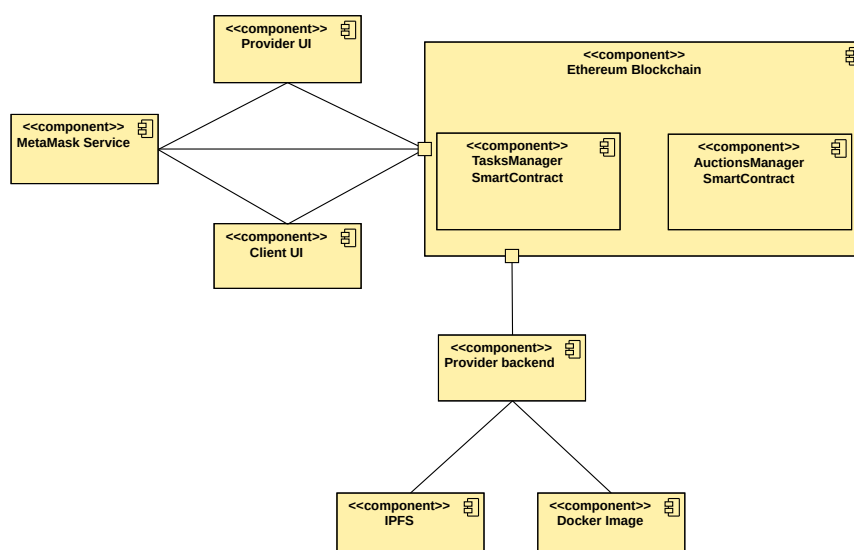 <<component>>
Provider UI
<<component>>
Ethereum Blockchain
<<component>>
MetaMask Service
<<component>>
TasksManager
SmartContract
<<component>>
AuctionsManager
SmartContract
<<component>>
Client UI
<<component>>
Provider backend
<<component>>
IPFS
<<component>>
Docker Image